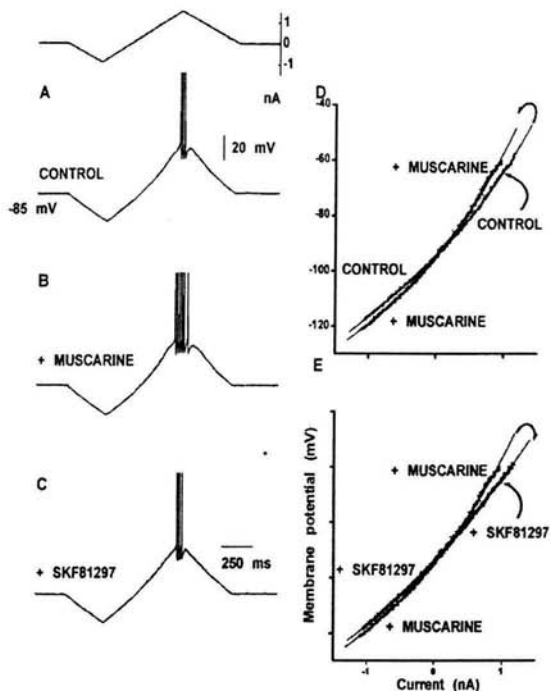 1
0
-1
nA
A
20 mV
CONTROL
-85 mV
B
+ MUSCARINE
C
+ SKF81297
250 ms
D
-40
-60
-80
-100
-120
+ MUSCARINE
CONTROL
CONTROL
+ MUSCARINE
E
Membrane potential (mV)
+ MUSCARINE
+ SKF81297
+ SKF81297
+ MUSCARINE
-1
0
1
Current (nA)